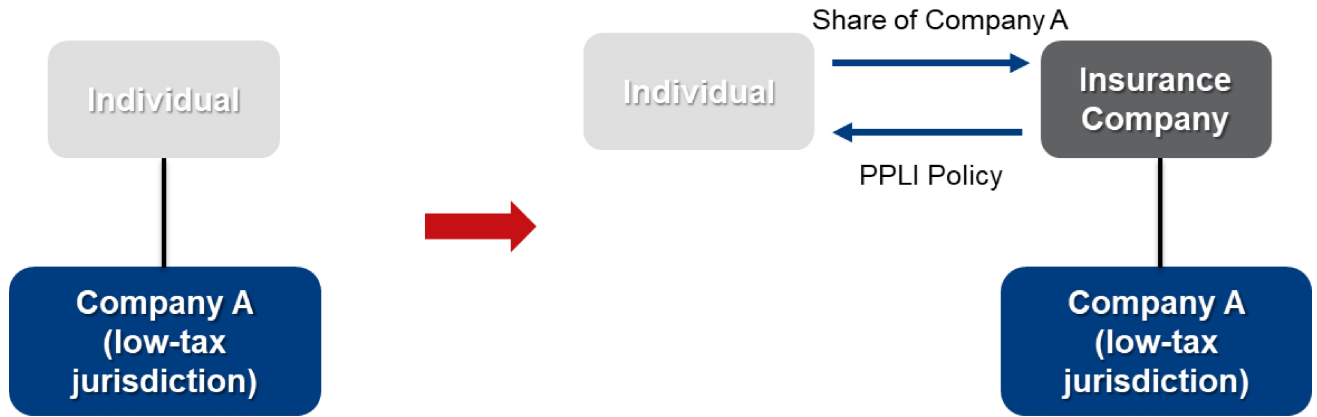 Individual
Company A
(low-tax
jurisdiction)
Share of Company A
Individual
Insurance
Company
PPLI Policy
Company A
(low-tax
jurisdiction)